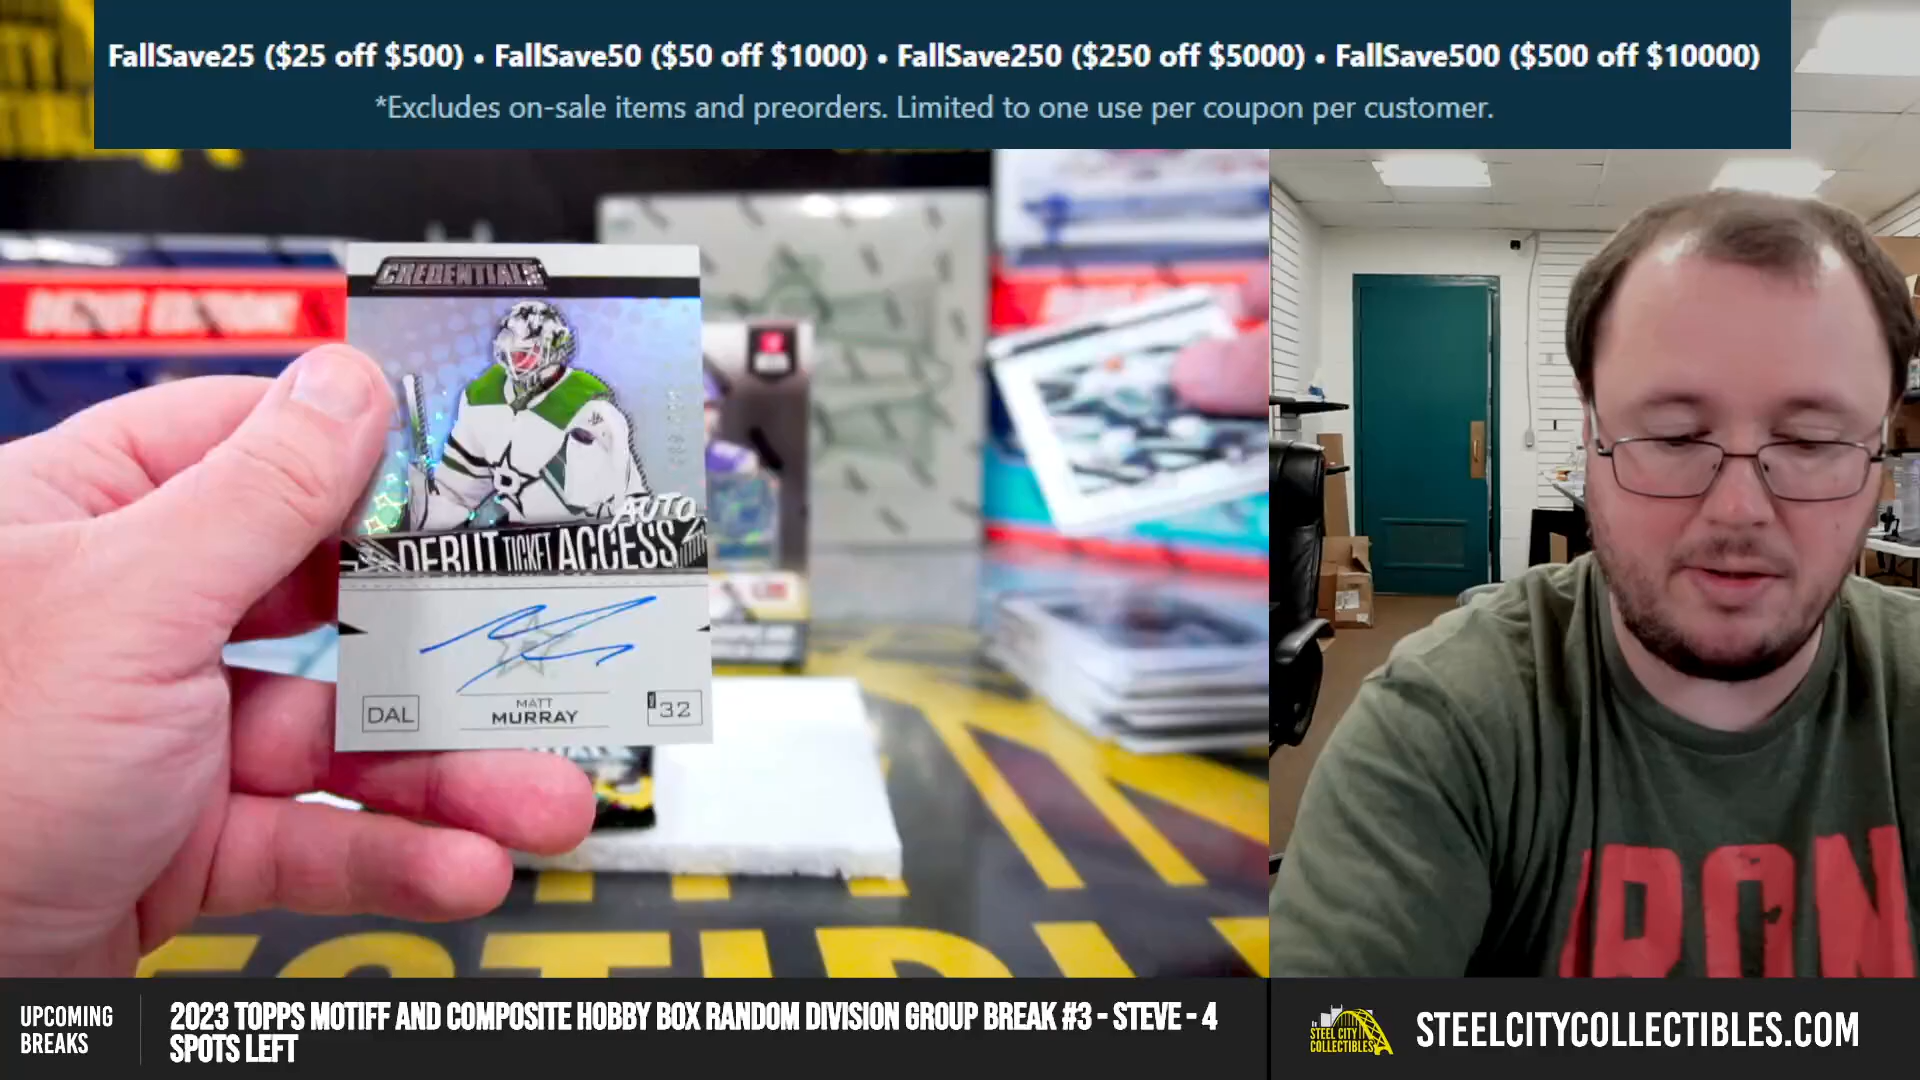 FallSave25 ($25 off $500) • FallSave50 ($50 off $1000) • FallSave250 ($250 off $5000) • FallSave500 ($500 off $10000)
*Excludes on-sale items and preorders. Limited to one use per coupon per customer.
CREDENTIALS
AUTO
DEBUT TICKET ACCESS
MATT
MURRAY
DAL
32
IRON
UPCOMING
BREAKS
2023 TOPPS MOTIFF AND COMPOSITE HOBBY BOX RANDOM DIVISION GROUP BREAK #3 - STEVE - 4
SPOTS LEFT
STEEL CITY
COLLECTIBLES
STEELCITYCOLLECTIBLES.COM